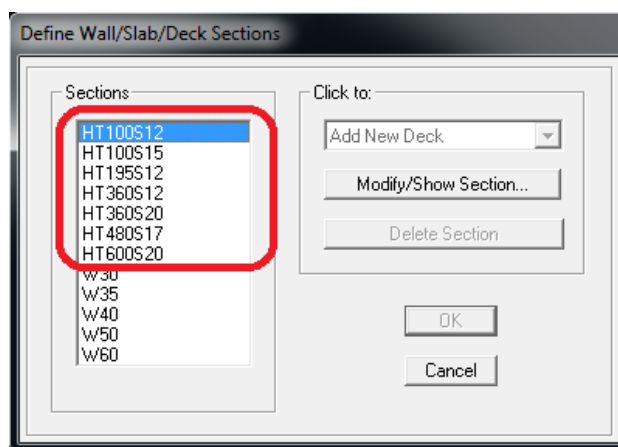 Define Wall/Slab/Deck Sections
Sections
HT100S12
HT100S15
HT195S12
HT360S12
HT360S20
HT480S17
HT600S20
W30
W35
W40
W50
W60
Click to:
Add New Deck
Modify/Show Section...
Delete Section
OK
Cancel